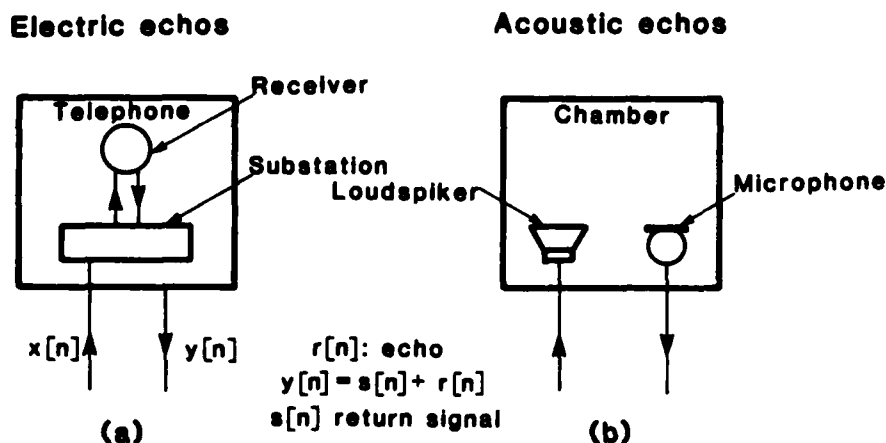 Electric echos
Acoustic echos
Telephone
Receiver
Substation
Chamber
Loudspiker
Microphone
x[n]
y[n]
r[n]: echo
y[n]=s[n]+ r[n]
s[n] return signal
(a)
(b)